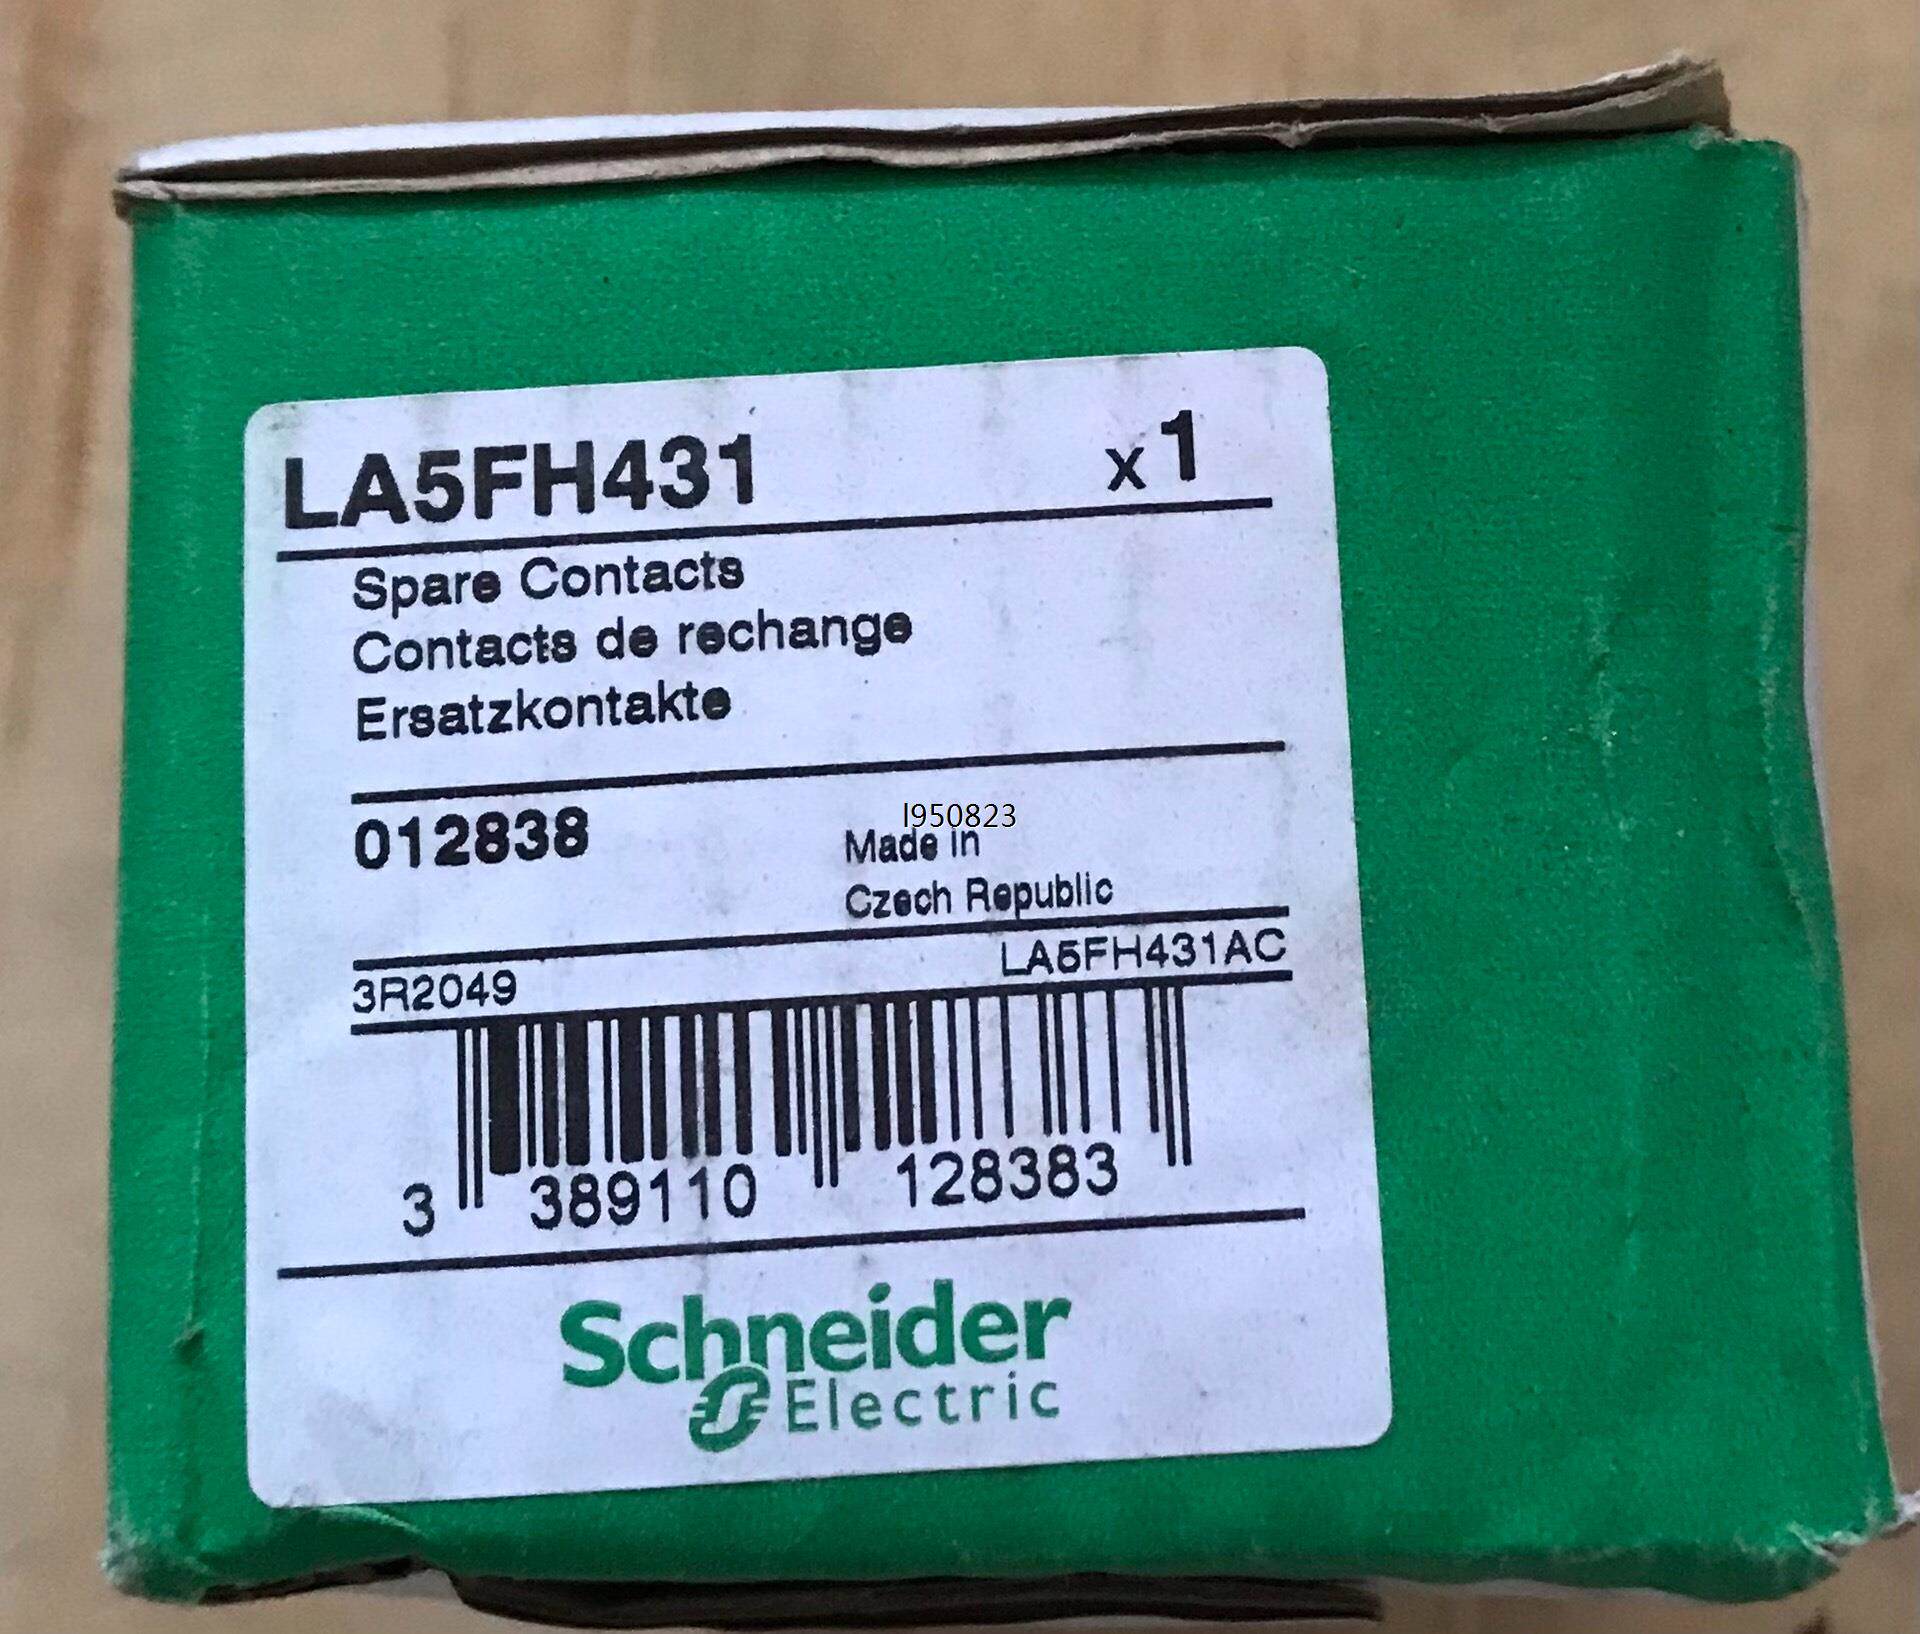 LA5FH431 x1
Spare Contacts
Contacts de rechange
Ersatzkontakte
l950823
012838 Made in
Czech Republic
3R2049 LA5FH431AC
3 389110 128383
Schneider
Electric